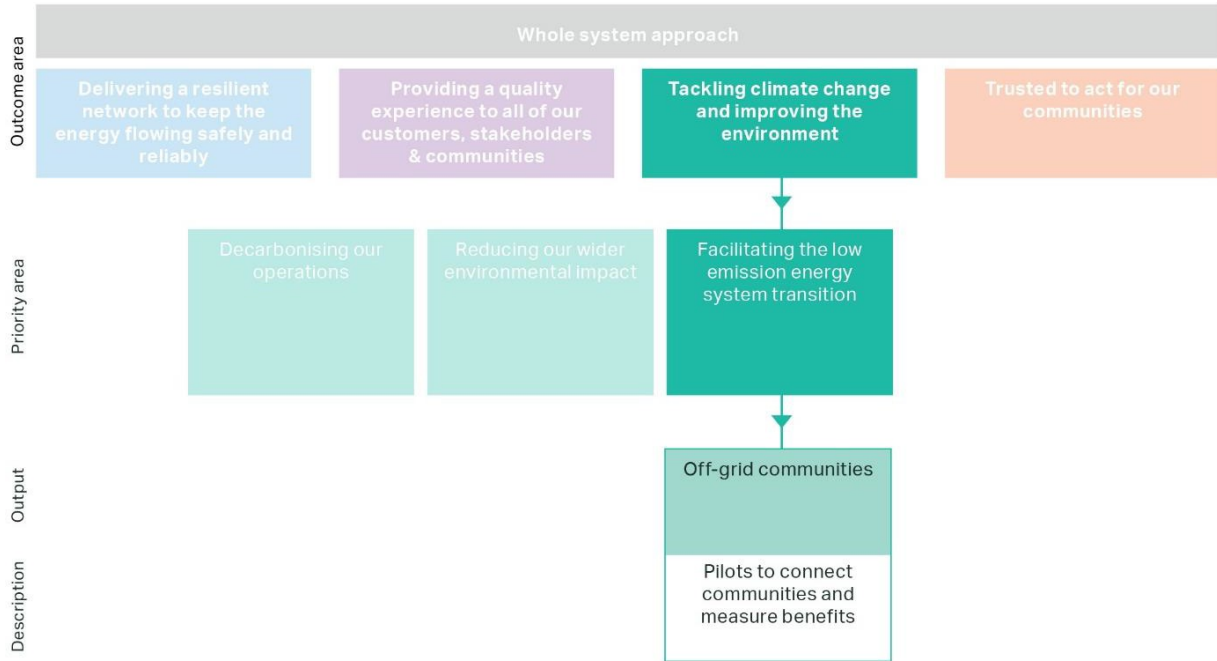 Outcome area
Whole system approach
Delivering a resilient
network to keep the
energy flowing safely and
reliably
Providing a quality
experience to all of our
customers, stakeholders
& communities
Tackling climate change
and improving the
environment
Trusted to act for our
communities
Priority area
Decarbonising our
operations
Reducing our wider
environmental impact
Facilitating the low
emission energy
system transition
Output
Off-grid communities
Description
Pilots to connect
communities and
measure benefits